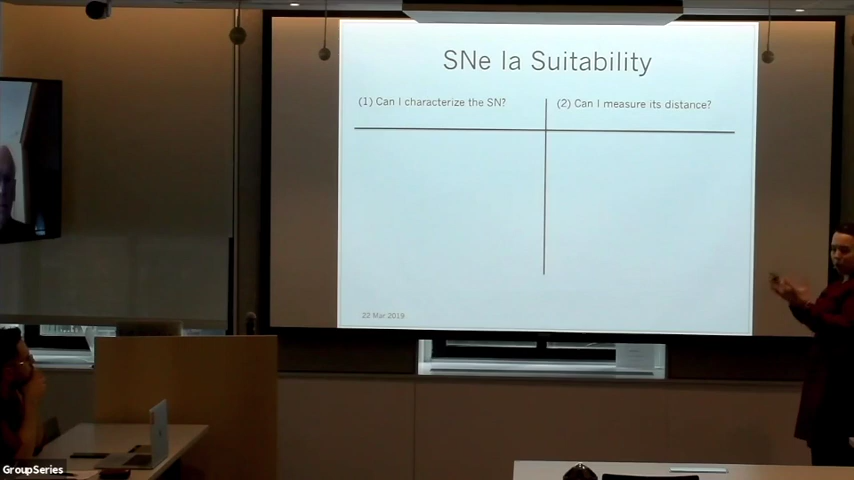 SNe Ia Suitability
(1) Can I characterize the SN?
(2) Can I measure its distance?
22 Mar 2019
GroupSeries